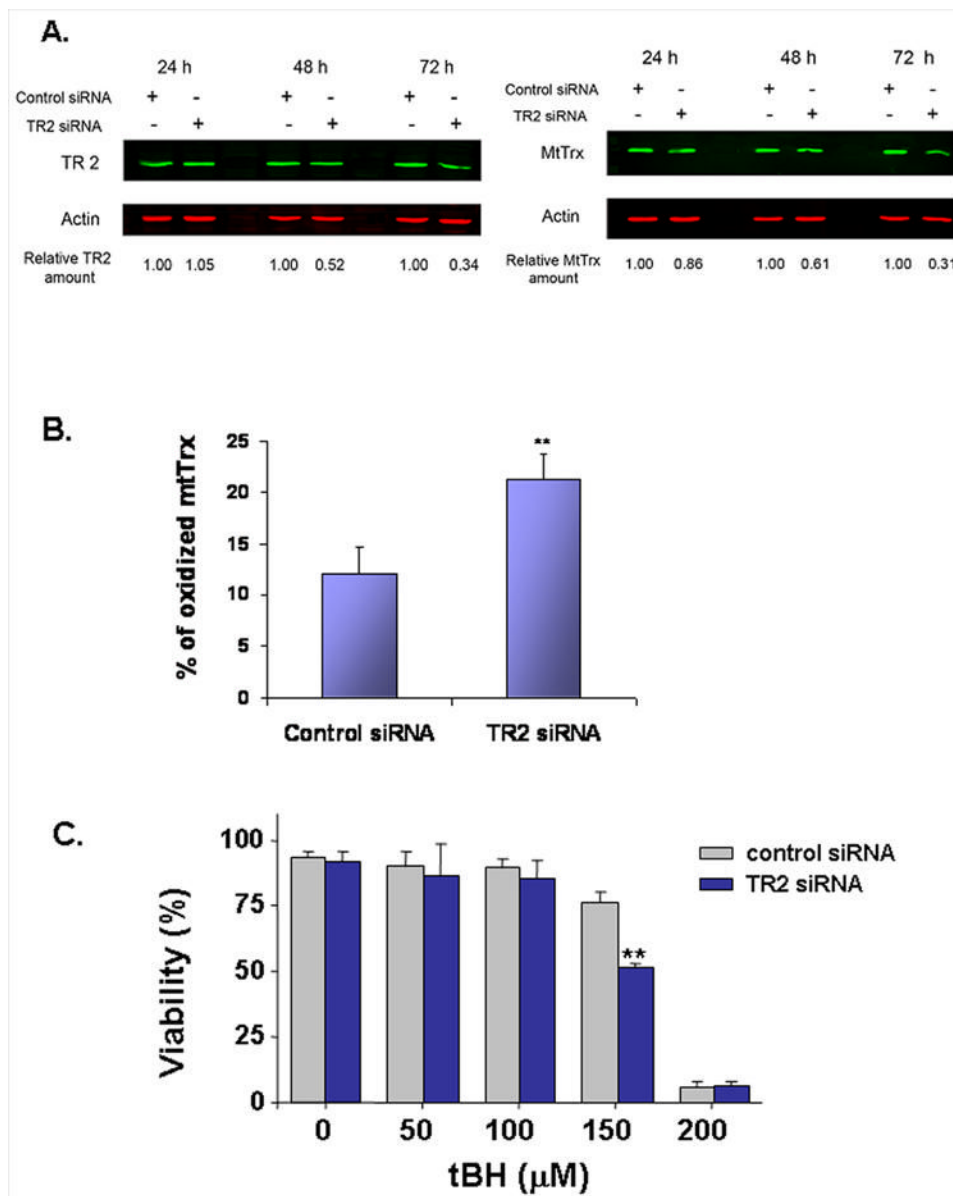 A.
24 h 48 h 72 h
Control siRNA + - + - + -
TR2 siRNA - + - + - +
TR 2
Actin
Relative TR2 amount 1.00 1.05 1.00 0.52 1.00 0.34
24 h 48 h 72 h
Control siRNA + - + - + -
TR2 siRNA - + - + - +
MtTrx
Actin
Relative MtTrx amount 1.00 0.86 1.00 0.61 1.00 0.31
B.
% of oxidized mtTrx
25
20
15
10
5
0
**
Control siRNA TR2 siRNA
C.
Viability (%)
100
75
50
25
0
**
control siRNA
TR2 siRNA
0 50 100 150 200
tBH (μM)